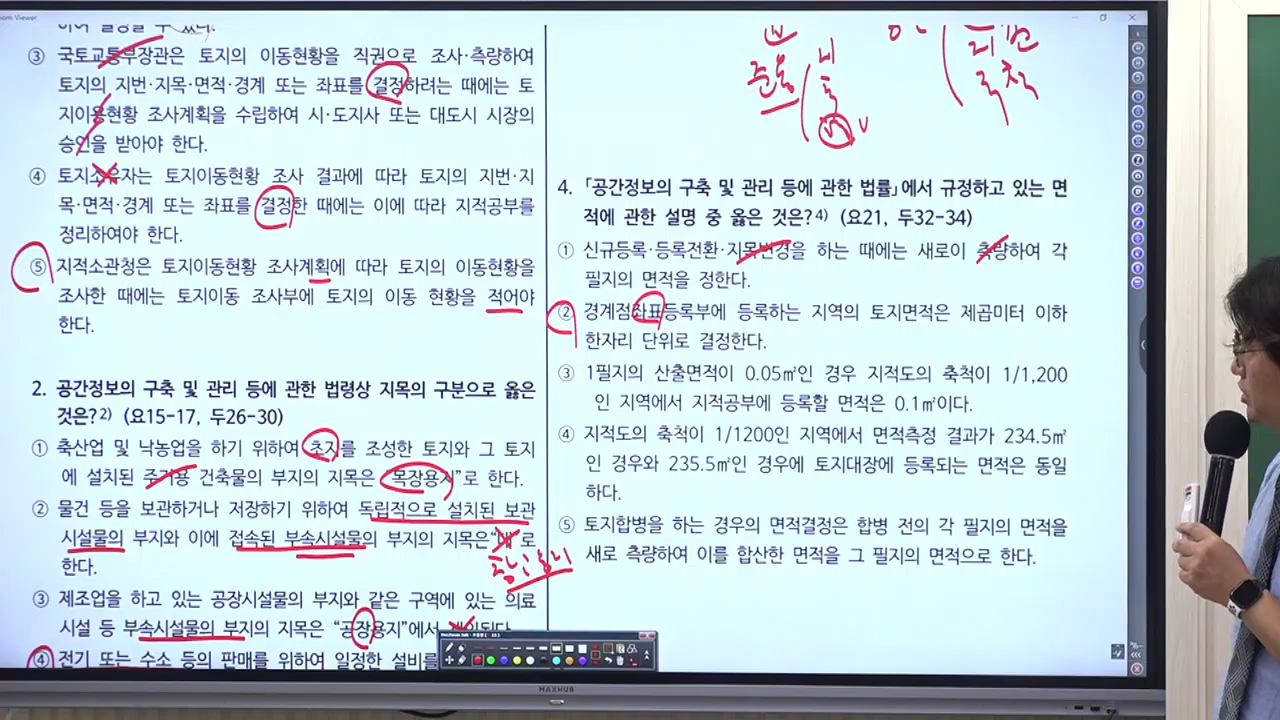 ③ 국토교통부장관은 토지의 이동현황을 직권으로 조사·측량하여
토지의 지번·지목·면적·경계 또는 좌표를 결정하려는 때에는 토
지이용현황 조사계획을 수립하여 시·도지사 또는 대도시 시장의
승인을 받아야 한다.
④ 토지소유자는 토지이동현황 조사 결과에 따라 토지의 지번·지
목·면적·경계 또는 좌표를 결정한 때에는 이에 따라 지적공부를
정리하여야 한다.
⑤ 지적소관청은 토지이동현황 조사계획에 따라 토지의 이동현황을
조사한 때에는 토지이동 조사부에 토지의 이동 현황을 적어야
한다.
2. 공간정보의 구축 및 관리 등에 관한 법령상 지목의 구분으로 옳은
것은?2) (요15-17, 두26-30)
① 축산업 및 낙농업을 하기 위하여 초지를 조성한 토지와 그 토지
에 설치된 주거용 건축물의 부지의 지목은 "목장용지"로 한다.
② 물건 등을 보관하거나 저장하기 위하여 독립적으로 설치된 보관
시설물의 부지와 이에 접속된 부속시설물의 부지의 지목은 "대"로
한다.
③ 제조업을 하고 있는 공장시설물의 부지와 같은 구역에 있는 의료
시설 등 부속시설물의 부지의 지목은 "공장용지"에서 제외된다.
④ 전기 또는 수소 등의 판매를 위하여 일정한 설비를
4. 「공간정보의 구축 및 관리 등에 관한 법률」에서 규정하고 있는 면
적에 관한 설명 중 옳은 것은?4) (요21, 두32-34)
① 신규등록·등록전환·지목변경을 하는 때에는 새로이 측량하여 각
필지의 면적을 정한다.
② 경계점좌표등록부에 등록하는 지역의 토지면적은 제곱미터 이하
한자리 단위로 결정한다.
③ 1필지의 산출면적이 0.05㎡인 경우 지적도의 축척이 1/1,200
인 지역에서 지적공부에 등록할 면적은 0.1㎡이다.
④ 지적도의 축척이 1/1200인 지역에서 면적측정 결과가 234.5㎡
인 경우와 235.5㎡인 경우에 토지대장에 등록되는 면적은 동일
하다.
⑤ 토지합병을 하는 경우의 면적결정은 합병 전의 각 필지의 면적을
새로 측량하여 이를 합산한 면적을 그 필지의 면적으로 한다.
MAXHUB